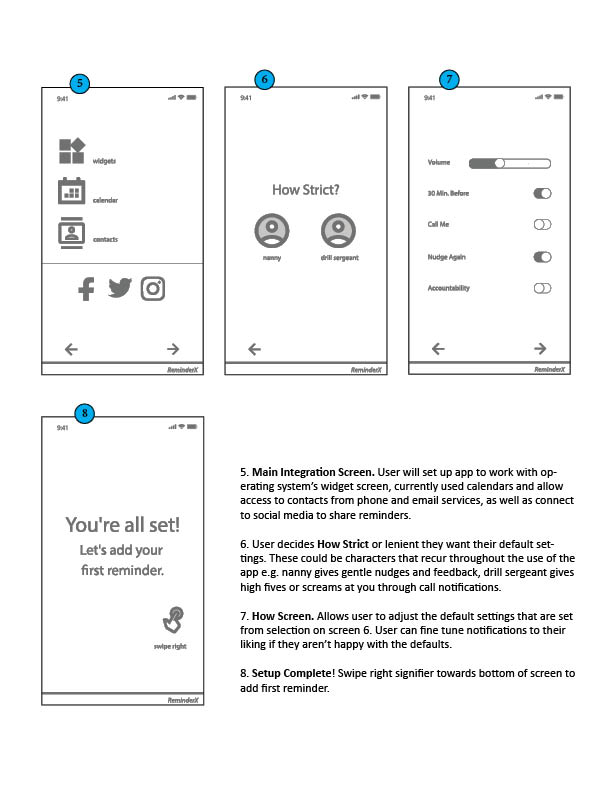 5
6
7
9:41
9:41
9:41
widgets
calendar
contacts
ReminderX
How Strict?
nanny
drill sergeant
ReminderX
Volume
30 Min. Before
Call Me
Nudge Again
Accountability
ReminderX
8
9:41
You're all set!
Let's add your
first reminder.
swipe right
ReminderX
5. Main Integration Screen. User will set up app to work with op-
erating system's widget screen, currently used calendars and allow
access to contacts from phone and email services, as well as connect
to social media to share reminders.
6. User decides How Strict or lenient they want their default set-
tings. These could be characters that recur throughout the use of the
app e.g. nanny gives gentle nudges and feedback, drill sergeant gives
high fives or screams at you through call notifications.
7. How Screen. Allows user to adjust the default settings that are set
from selection on screen 6. User can fine tune notifications to their
liking if they aren't happy with the defaults.
8. Setup Complete! Swipe right signifier towards bottom of screen to
add first reminder.